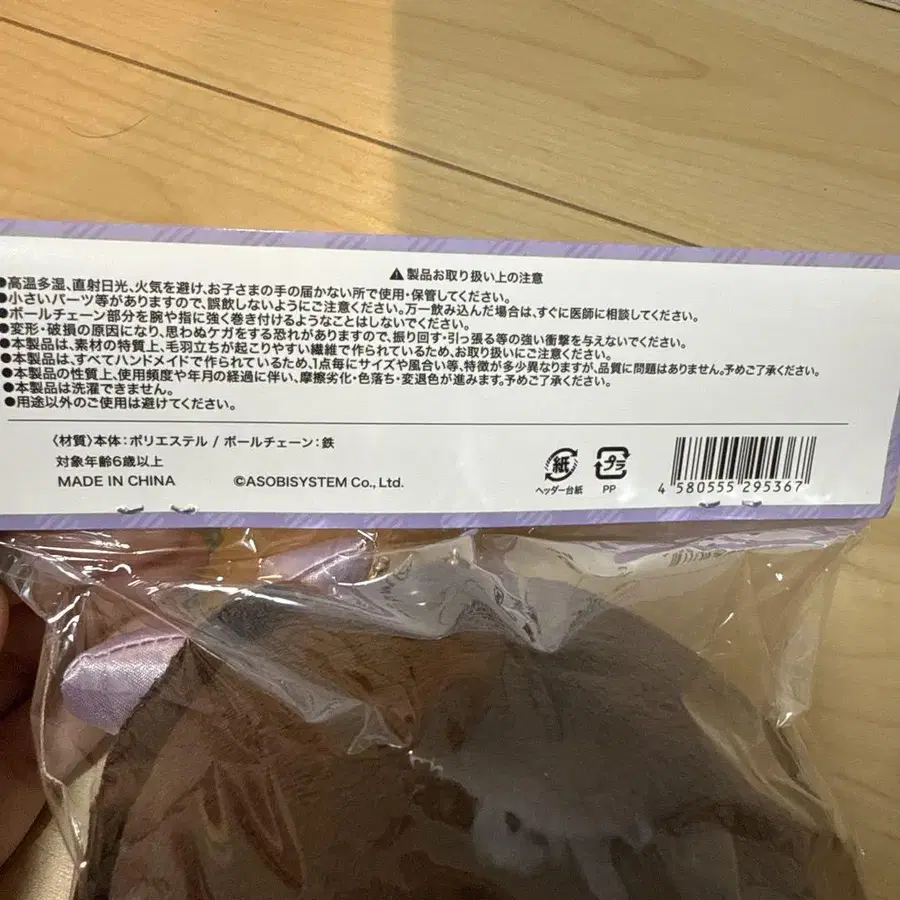 ⚠製品お取り扱い上の注意
●高温多湿、直射日光、火気を避け、お子さまの手の届かない所で使用・保管してください。
●小さいパーツ等がありますので、誤飲しないようにご注意ください。万一飲み込んだ場合は、すぐに医師に相談してください。
●ボールチェーン部分を腕や指に強く巻き付けるようなことはしないでください。
●変形・破損の原因になり、思わぬケガをする恐れがありますので、振り回す・引っ張る等の強い衝撃を与えないでください。
●本製品は、素材の特質上、毛羽立ちが起こりやすい繊維で作られているため、お取り扱いにご注意ください。
●本製品は、すべてハンドメイドで作られているため、1点毎にサイズや風合い等、特徴が多少異なりますが、品質に問題はありません。予めご了承ください。
●本製品の性質上、使用頻度や年月の経過に伴い、摩擦劣化・色落ち・変退色が進みます。予めご了承ください。
●本製品は洗濯できません。
●用途以外のご使用は避けてください。
〈材質〉本体:ポリエステル / ボールチェーン:鉄
対象年齢6歳以上
MADE IN CHINA ©ASOBISYSTEM Co., Ltd.
紙 プラ
ヘッダー台紙 PP
4 580555 295367